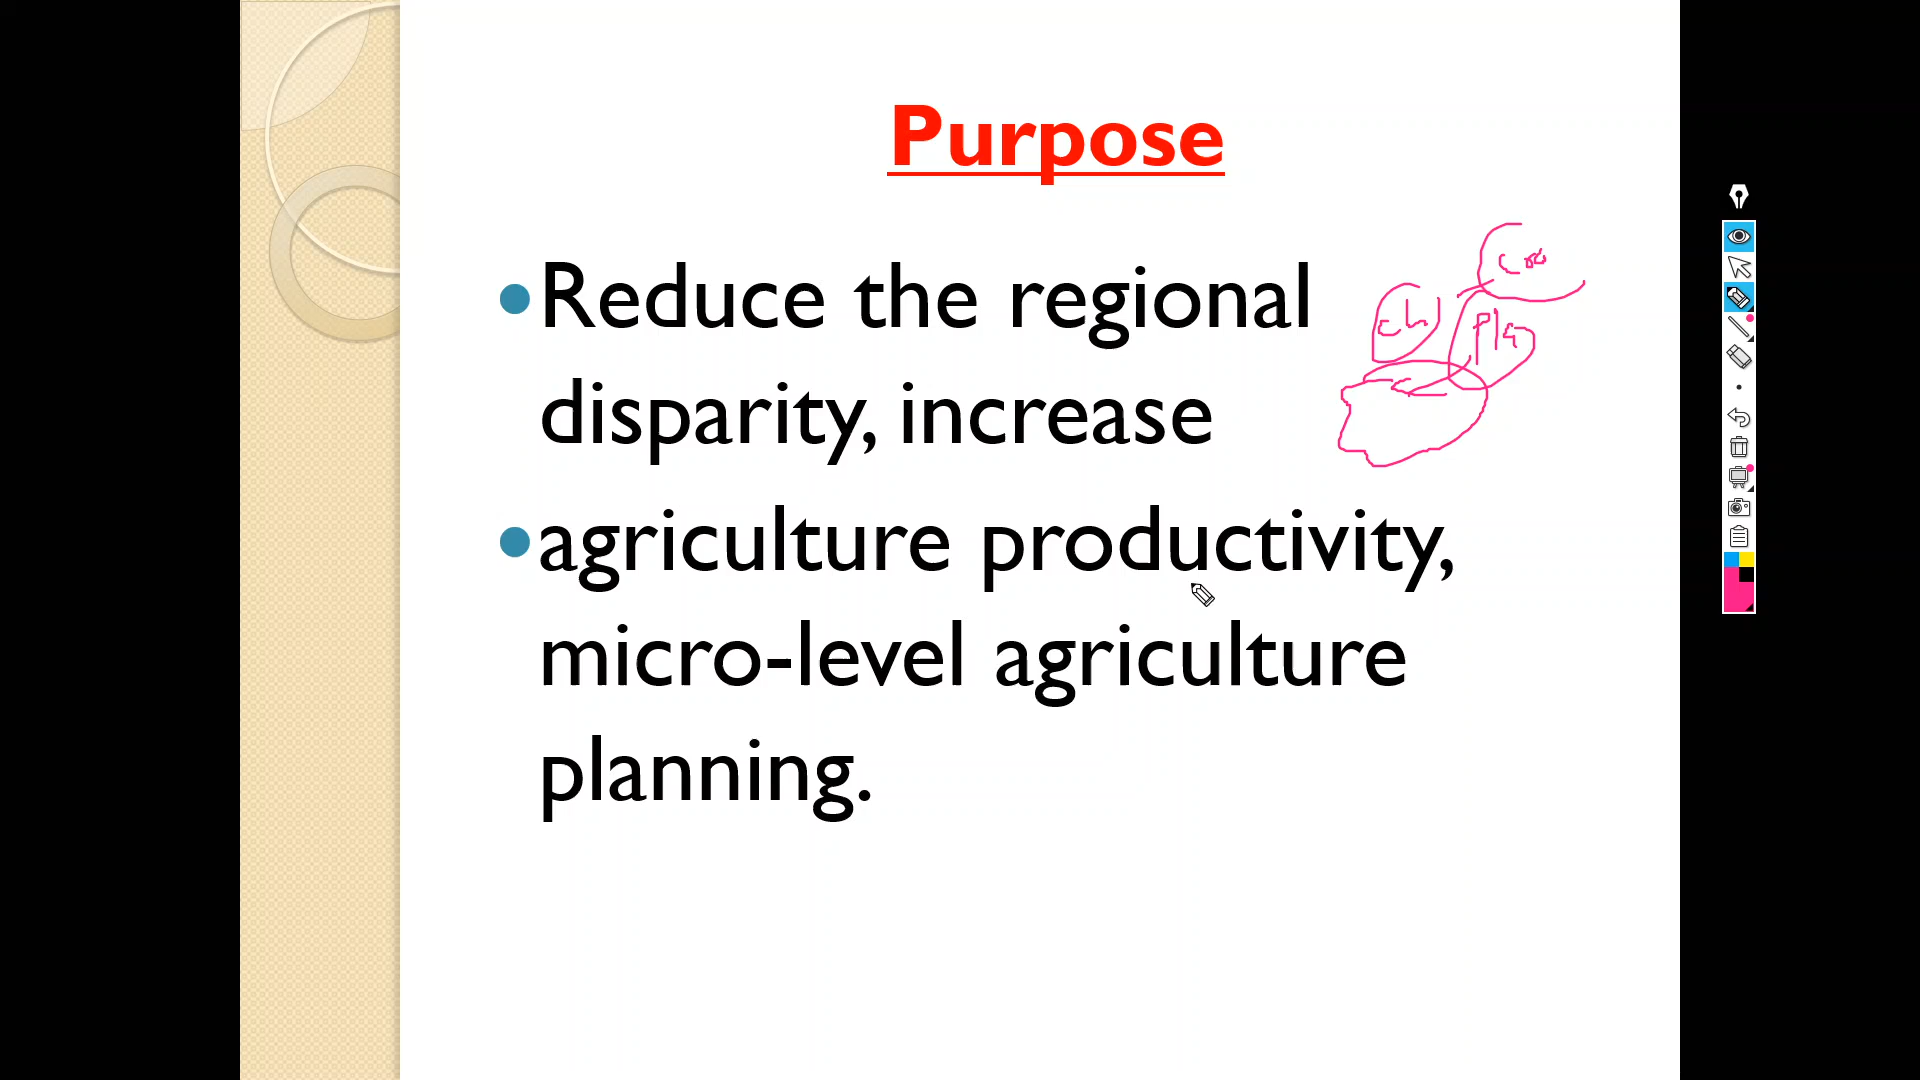 Purpose
•Reduce the regional
disparity, increase
•agriculture productivity,
micro-level agriculture
planning.